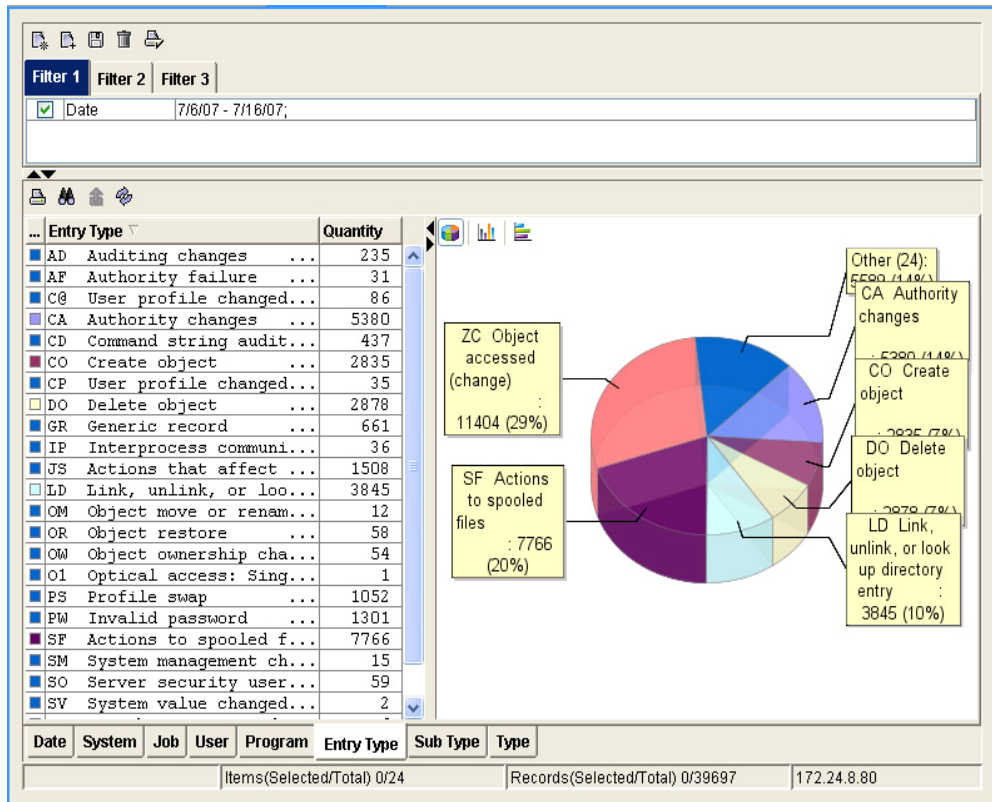 Filter 1 Filter 2 Filter 3
Date 7/6/07 - 7/16/07;
... Entry Type Quantity
AD Auditing changes ... 235
AF Authority failure ... 31
C@ User profile changed... 86
CA Authority changes ... 5380
CD Command string audit... 437
CO Create object ... 2835
CP User profile changed... 35
DO Delete object ... 2878
GR Generic record ... 661
IP Interprocess communi... 36
JS Actions that affect ... 1508
LD Link, unlink, or loo... 3845
OM Object move or renam... 12
OR Object restore ... 58
OW Object ownership cha... 54
O1 Optical access: Sing... 1
PS Profile swap ... 1052
PW Invalid password ... 1301
SF Actions to spooled f... 7766
SM System management ch... 15
SO Server security user... 59
SV System value changed... 2
ZC Object
accessed
(change)
:
11404 (29%)
SF Actions
to spooled
files
: 7766
(20%)
Other (24):
5589 (14%)
CA Authority
changes
: 5380 (14%)
CO Create
object
: 2835 (7%)
DO Delete
object
: 2878 (7%)
LD Link,
unlink, or look
up directory
entry :
3845 (10%)
Date System Job User Program Entry Type Sub Type Type
Items(Selected/Total) 0/24 Records(Selected/Total) 0/39697 172.24.8.80